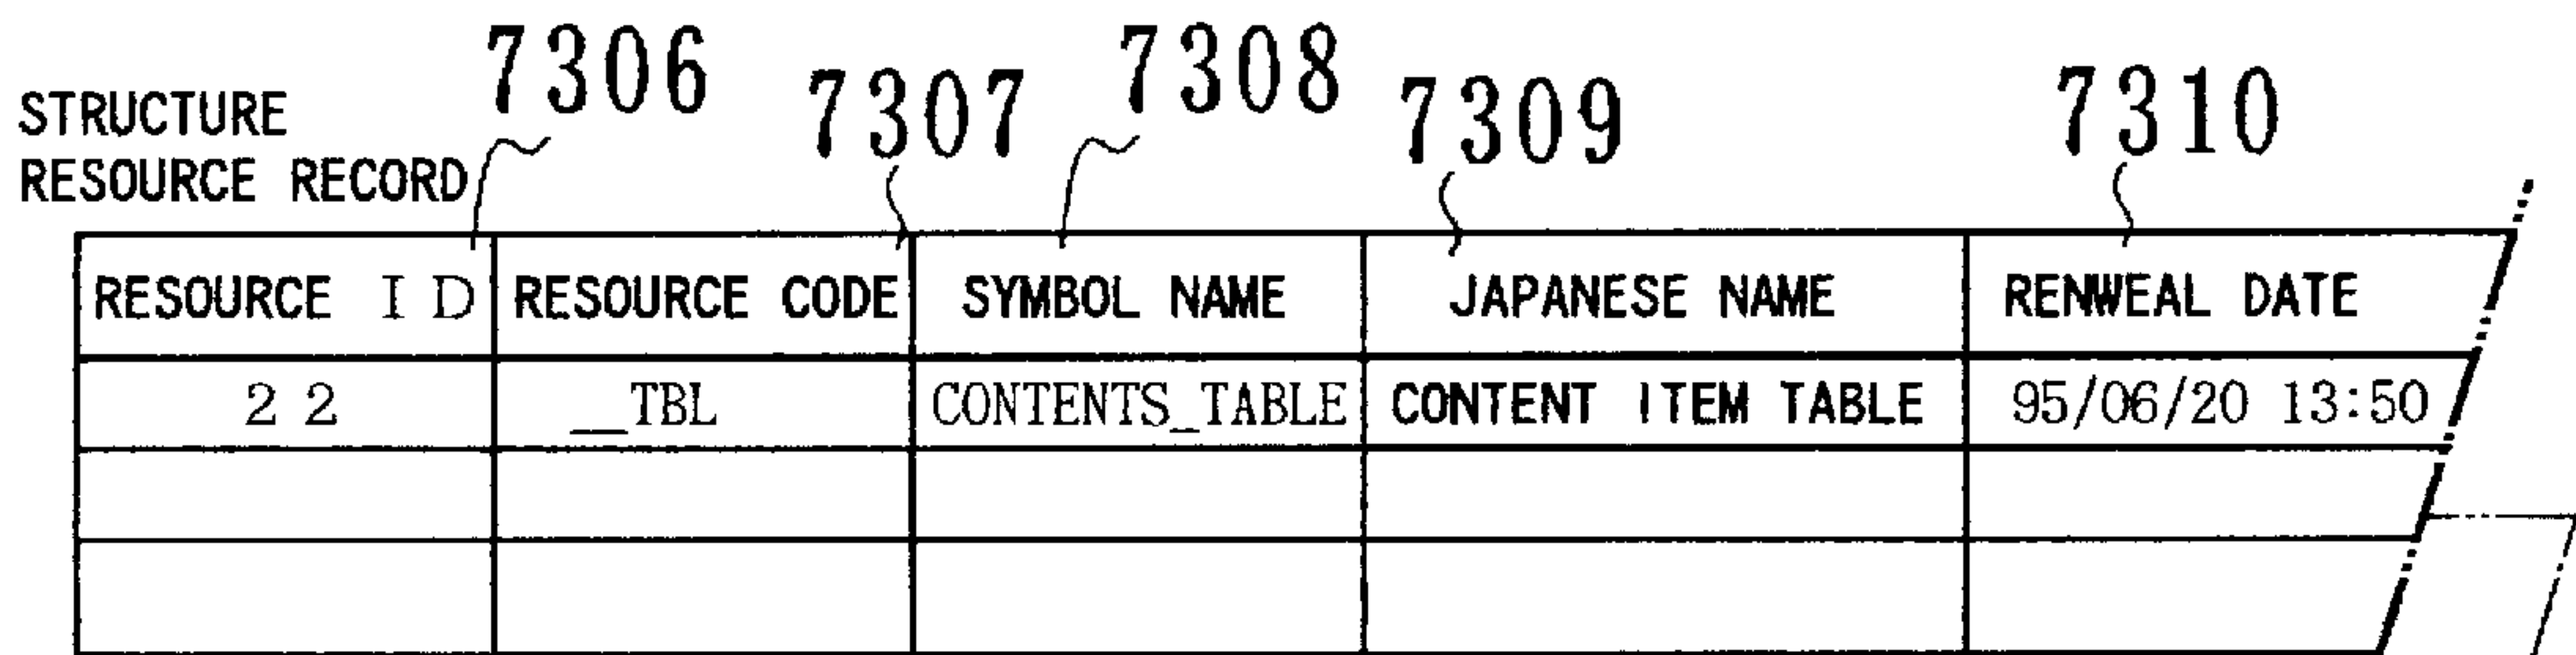 7306 7307 7308 7309 7310
STRUCTURE
RESOURCE RECORD
RESOURCE ID RESOURCE CODE SYMBOL NAME JAPANESE NAME RENWEAL DATE
22 __TBL CONTENTS_TABLE CONTENT ITEM TABLE 95/06/20 13:50